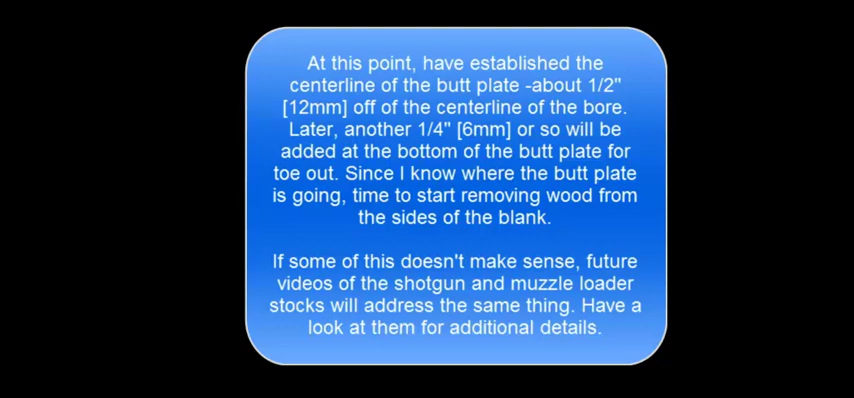 At this point, have established the
centerline of the butt plate -about 1/2"
[12mm] off of the centerline of the bore.
Later, another 1/4" [6mm] or so will be
added at the bottom of the butt plate for
toe out. Since I know where the butt plate
is going, time to start removing wood from
the sides of the blank.
If some of this doesn't make sense, future
videos of the shotgun and muzzle loader
stocks will address the same thing. Have a
look at them for additional details.